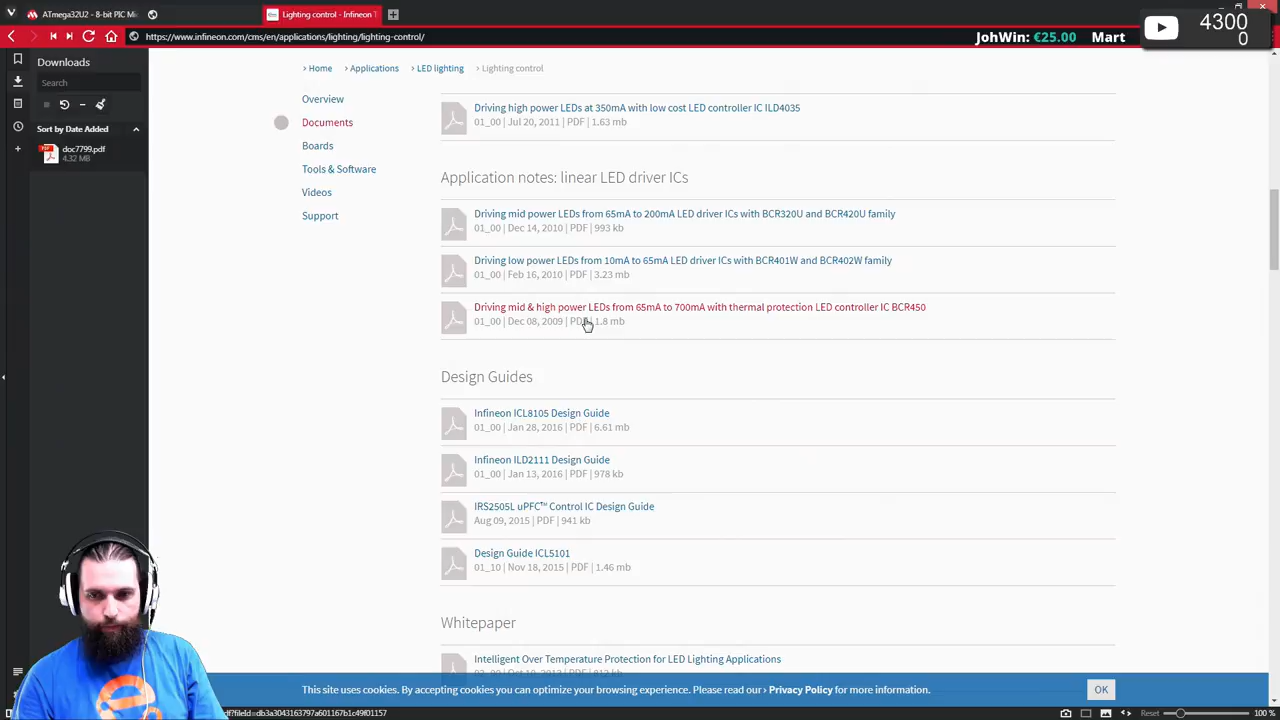 ATmega32U2 - 8-bit PIC Mi
Lighting control - Infineon T
https://www.infineon.com/cms/en/applications/lighting/lighting-control/
JohWin: €25.00 Mart
4300
0
Downloads
Search
Sort by Date Added
doc7799.pdf
4.32 MB
Home
Applications
LED lighting
Lighting control
Overview
Documents
Boards
Tools & Software
Videos
Support
Driving high power LEDs at 350mA with low cost LED controller IC ILD4035
01_00 | Jul 20, 2011 | PDF | 1.63 mb
Application notes: linear LED driver ICs
Driving mid power LEDs from 65mA to 200mA LED driver ICs with BCR320U and BCR420U family
01_00 | Dec 14, 2010 | PDF | 993 kb
Driving low power LEDs from 10mA to 65mA LED driver ICs with BCR401W and BCR402W family
01_00 | Feb 16, 2010 | PDF | 3.23 mb
Driving mid & high power LEDs from 65mA to 700mA with thermal protection LED controller IC BCR450
01_00 | Dec 08, 2009 | PDF | 1.8 mb
Design Guides
Infineon ICL8105 Design Guide
01_00 | Jan 28, 2016 | PDF | 6.61 mb
Infineon ILD2111 Design Guide
01_00 | Jan 13, 2016 | PDF | 978 kb
IRS2505L uPFC™ Control IC Design Guide
Aug 09, 2015 | PDF | 941 kb
Design Guide ICL5101
01_10 | Nov 18, 2015 | PDF | 1.46 mb
Whitepaper
Intelligent Over Temperature Protection for LED Lighting Applications
This site uses cookies. By accepting cookies you can optimize your browsing experience. Please read our › Privacy Policy for more information.
OK
df?fileId=db3a3043163797a601167b1c49f01157
Reset
100 %